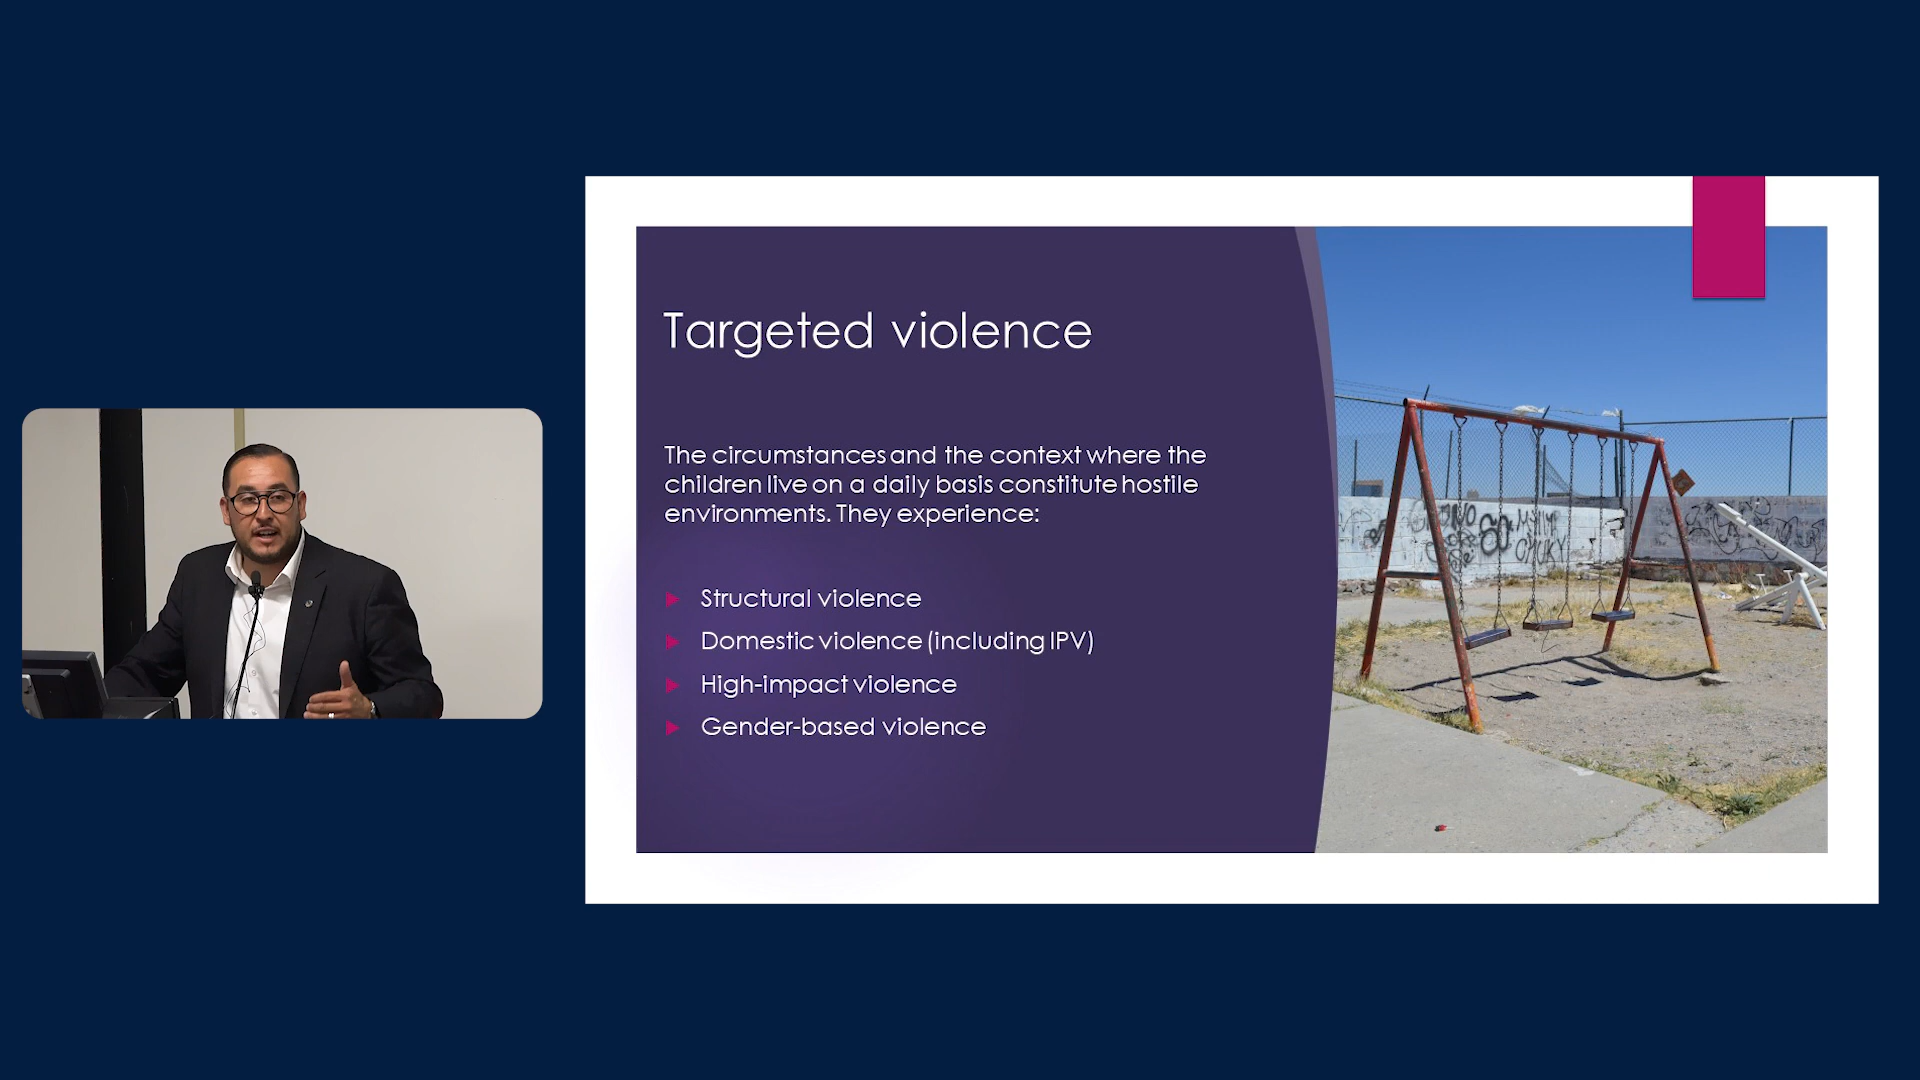 Targeted violence
The circumstances and the context where the
children live on a daily basis constitute hostile
environments. They experience:
Structural violence
Domestic violence (including IPV)
High-impact violence
Gender-based violence